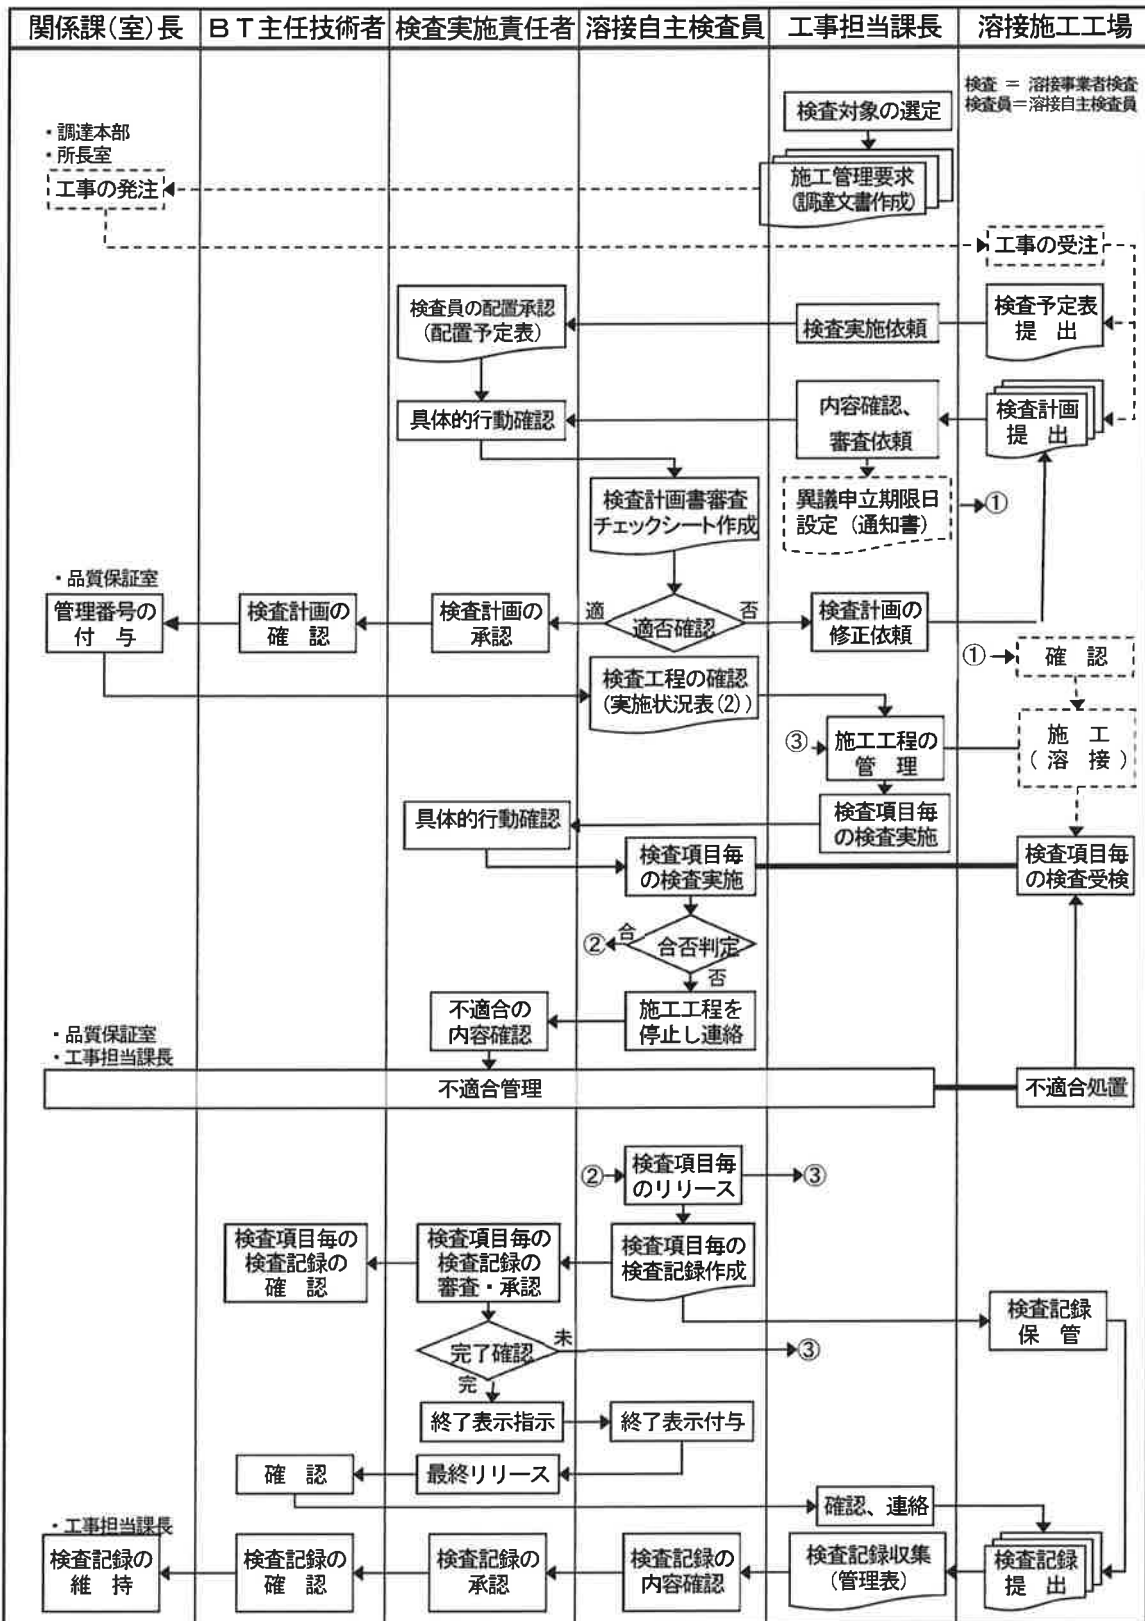 関係課(室)長
BT主任技術者
検査実施責任者
溶接自主検査員
工事担当課長
溶接施工工場
検査 = 溶接事業者検査
検査員=溶接自主検査員
検査対象の選定
・調達本部
・所長室
工事の発注
施工管理要求
(調達文書作成)
工事の受注
検査員の配置承認
(配置予定表)
検査実施依頼
検査予定表
提 出
具体的行動確認
内容確認、
審査依頼
検査計画
提 出
検査計画書審査
チェックシート作成
異議申立期限日
設定(通知書)
①
・品質保証室
管理番号の
付 与
検査計画の
確 認
検査計画の
承認
適
適否確認
否
検査計画の
修正依頼
①
確 認
検査工程の確認
(実施状況表(2))
③
施工工程の
管 理
施 工
(溶 接)
具体的行動確認
検査項目毎
の検査実施
検査項目毎
の検査実施
検査項目毎
の検査受検
②
合
合否判定
否
不適合の
内容確認
施工工程を
停止し連絡
・品質保証室
・工事担当課長
不適合管理
不適合処置
②
検査項目毎
のリリース
③
検査項目毎の
検査記録の
確 認
検査項目毎の
検査記録の
審査・承認
検査項目毎の
検査記録作成
検査記録
保 管
完了確認
未
③
完
終了表示指示
終了表示付与
確 認
最終リリース
確認、連絡
・工事担当課長
検査記録の
維 持
検査記録の
確 認
検査記録の
承認
検査記録の
内容確認
検査記録収集
(管理表)
検査記録
提 出